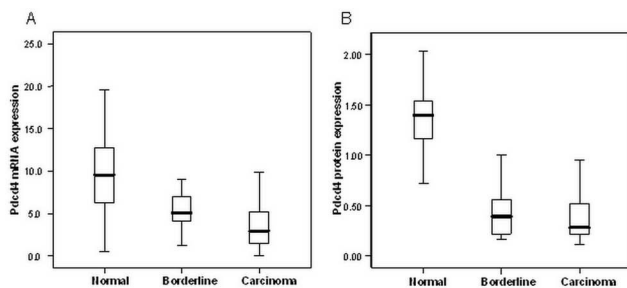 A
Pdcd4 mRNA expression
25.0
20.0
15.0
10.0
5.0
0.0
Normal Borderline Carcinoma
B
Pdcd4 protein expression
2.00
1.50
1.00
0.50
0.00
Normal Borderline Carcinoma